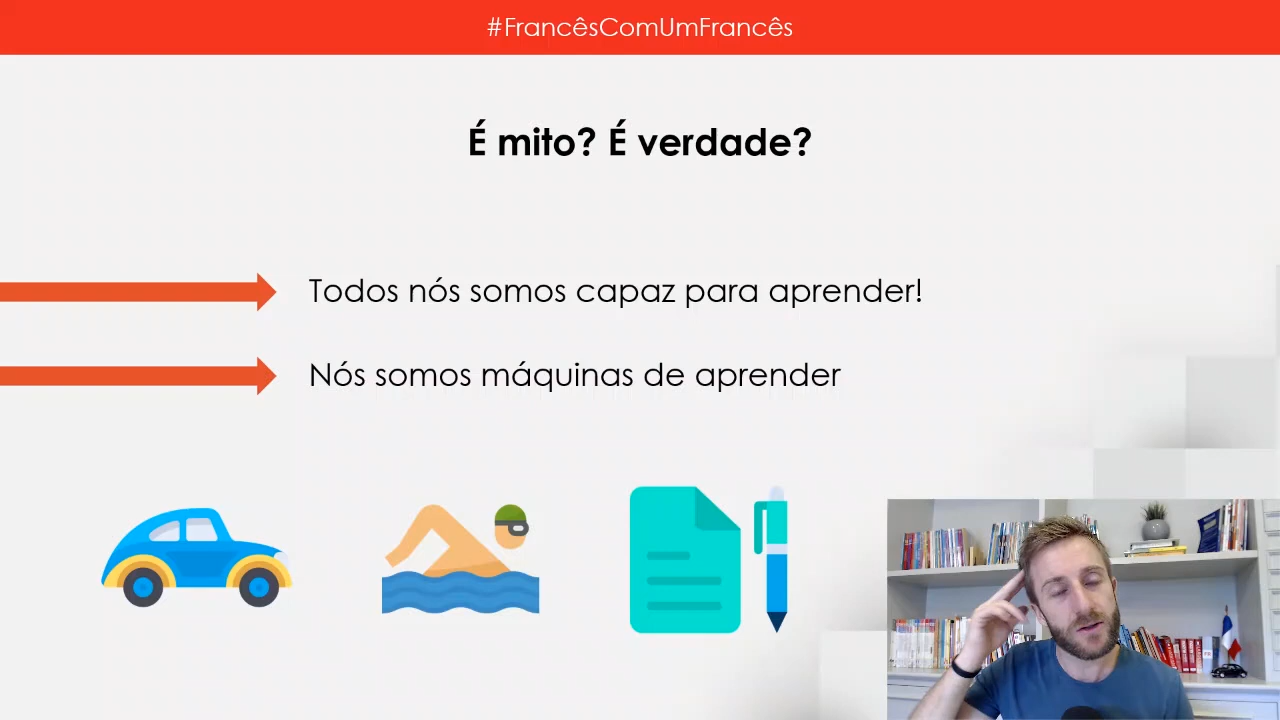 #FrancêsComUmFrancês
É mito? É verdade?
Todos nós somos capaz para aprender!
Nós somos máquinas de aprender